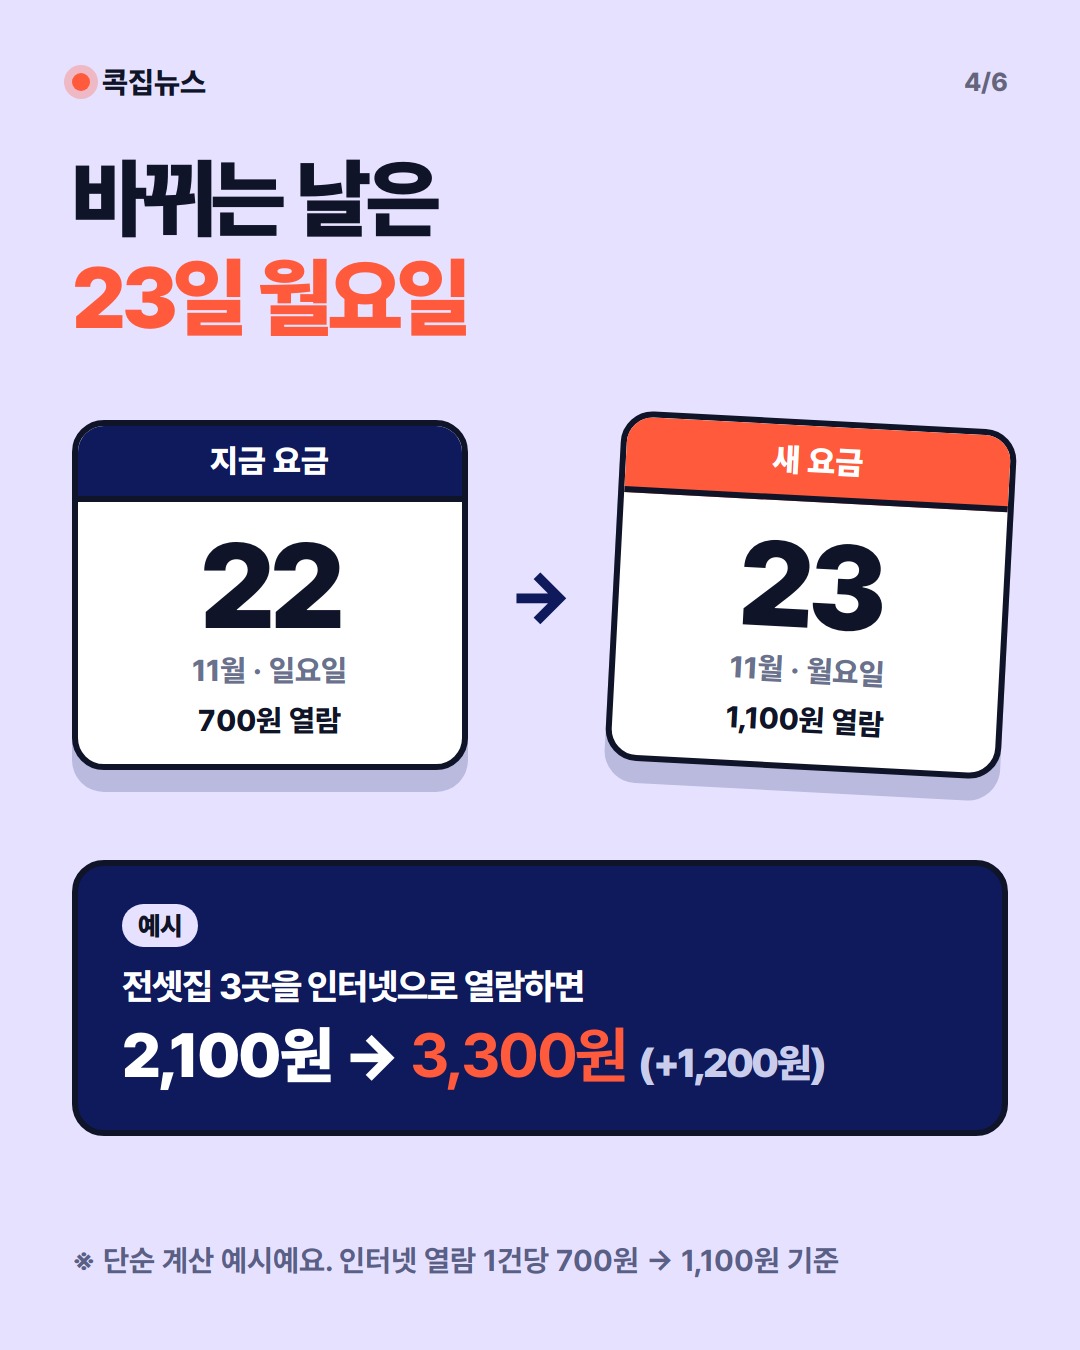 콕집뉴스
4/6
바뀌는 날은
23일 월요일
지금 요금
22
11월 · 일요일
700원 열람
→
새 요금
23
11월 · 월요일
1,100원 열람
예시
전셋집 3곳을 인터넷으로 열람하면
2,100원 → 3,300원 (+1,200원)
※ 단순 계산 예시예요. 인터넷 열람 1건당 700원 → 1,100원 기준